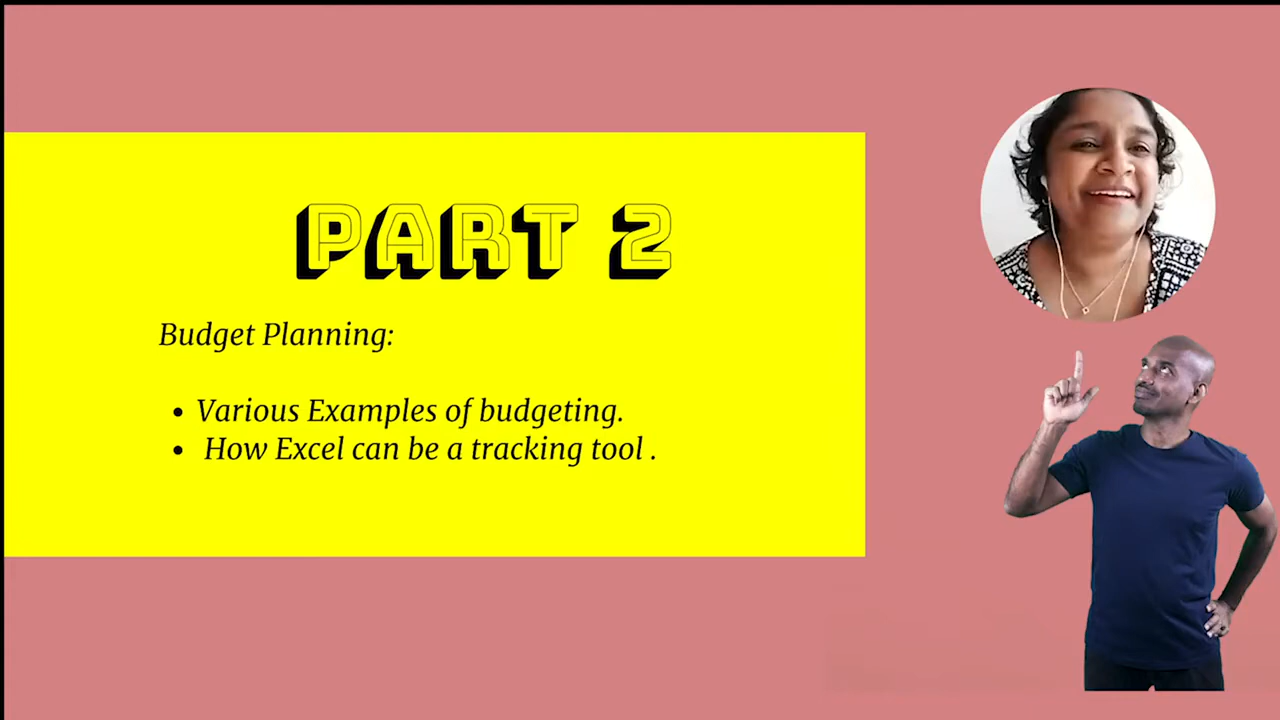 PART 2
Budget Planning:
• Various Examples of budgeting.
• How Excel can be a tracking tool .